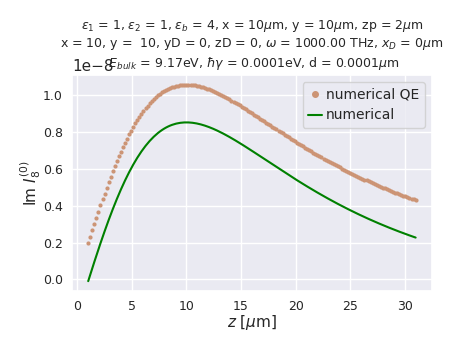 ε₁ = 1, ε₂ = 1, ε_b = 4, x = 10μm, y = 10μm, zp = 2μm
x = 10, y = 10, yD = 0, zD = 0, ω = 1000.00 THz, x_D = 0μm
E_bulk = 9.17eV, ℏγ = 0.0001eV, d = 0.0001μm
1e−8
numerical QE
numerical
1.0
0.8
0.6
0.4
0.2
0.0
Im I₈⁽⁰⁾
0 5 10 15 20 25 30
z [μm]